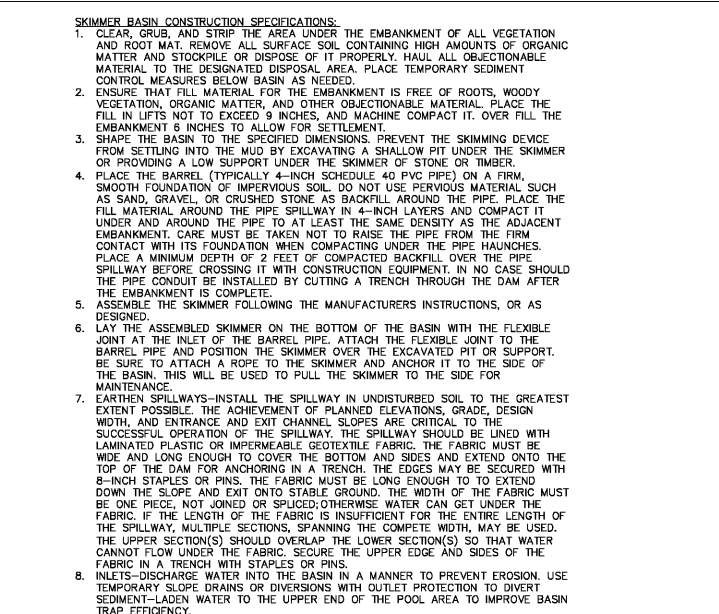 SKIMMER BASIN CONSTRUCTION SPECIFICATIONS:
1. CLEAR, GRUB, AND STRIP THE AREA UNDER THE EMBANKMENT OF ALL VEGETATION
AND ROOT MAT. REMOVE ALL SURFACE SOIL CONTAINING HIGH AMOUNTS OF ORGANIC
MATTER AND STOCKPILE OR DISPOSE OF IT PROPERLY. HAUL ALL OBJECTIONABLE
MATERIAL TO THE DESIGNATED DISPOSAL AREA. PLACE TEMPORARY SEDIMENT
CONTROL MEASURES BELOW BASIN AS NEEDED.
2. ENSURE THAT FILL MATERIAL FOR THE EMBANKMENT IS FREE OF ROOTS, WOODY
VEGETATION, ORGANIC MATTER, AND OTHER OBJECTIONABLE MATERIAL. PLACE THE
FILL IN LIFTS NOT TO EXCEED 9 INCHES, AND MACHINE COMPACT IT. OVER FILL THE
EMBANKMENT 6 INCHES TO ALLOW FOR SETTLEMENT.
3. SHAPE THE BASIN TO THE SPECIFIED DIMENSIONS. PREVENT THE SKIMMING DEVICE
FROM SETTLING INTO THE MUD BY EXCAVATING A SHALLOW PIT UNDER THE SKIMMER
OR PROVIDING A LOW SUPPORT UNDER THE SKIMMER OF STONE OR TIMBER.
4. PLACE THE BARREL (TYPICALLY 4-INCH SCHEDULE 40 PVC PIPE) ON A FIRM,
SMOOTH FOUNDATION OF IMPERVIOUS SOIL. DO NOT USE PERVIOUS MATERIAL SUCH
AS SAND, GRAVEL, OR CRUSHED STONE AS BACKFILL AROUND THE PIPE. PLACE THE
FILL MATERIAL AROUND THE PIPE SPILLWAY IN 4-INCH LAYERS AND COMPACT IT
UNDER AND AROUND THE PIPE TO AT LEAST THE SAME DENSITY AS THE ADJACENT
EMBANKMENT. CARE MUST BE TAKEN NOT TO RAISE THE PIPE FROM THE FIRM
CONTACT WITH ITS FOUNDATION WHEN COMPACTING UNDER THE PIPE HAUNCHES.
PLACE A MINIMUM DEPTH OF 2 FEET OF COMPACTED BACKFILL OVER THE PIPE
SPILLWAY BEFORE CROSSING IT WITH CONSTRUCTION EQUIPMENT. IN NO CASE SHOULD
THE PIPE CONDUIT BE INSTALLED BY CUTTING A TRENCH THROUGH THE DAM AFTER
THE EMBANKMENT IS COMPLETE.
5. ASSEMBLE THE SKIMMER FOLLOWING THE MANUFACTURERS INSTRUCTIONS, OR AS
DESIGNED.
6. LAY THE ASSEMBLED SKIMMER ON THE BOTTOM OF THE BASIN WITH THE FLEXIBLE
JOINT AT THE INLET OF THE BARREL PIPE. ATTACH THE FLEXIBLE JOINT TO THE
BARREL PIPE AND POSITION THE SKIMMER OVER THE EXCAVATED PIT OR SUPPORT.
BE SURE TO ATTACH A ROPE TO THE SKIMMER AND ANCHOR IT TO THE SIDE OF
THE BASIN. THIS WILL BE USED TO PULL THE SKIMMER TO THE SIDE FOR
MAINTENANCE.
7. EARTHEN SPILLWAYS-INSTALL THE SPILLWAY IN UNDISTURBED SOIL TO THE GREATEST
EXTENT POSSIBLE. THE ACHIEVEMENT OF PLANNED ELEVATIONS, GRADE, DESIGN
WIDTH, AND ENTRANCE AND EXIT CHANNEL SLOPES ARE CRITICAL TO THE
SUCCESSFUL OPERATION OF THE SPILLWAY. THE SPILLWAY SHOULD BE LINED WITH
LAMINATED PLASTIC OR IMPERMEABLE GEOTEXTILE FABRIC. THE FABRIC MUST BE
WIDE AND LONG ENOUGH TO COVER THE BOTTOM AND SIDES AND EXTEND ONTO THE
TOP OF THE DAM FOR ANCHORING IN A TRENCH. THE EDGES MAY BE SECURED WITH
8-INCH STAPLES OR PINS. THE FABRIC MUST BE LONG ENOUGH TO TO EXTEND
DOWN THE SLOPE AND EXIT ONTO STABLE GROUND. THE WIDTH OF THE FABRIC MUST
BE ONE PIECE, NOT JOINED OR SPLICED; OTHERWISE WATER CAN GET UNDER THE
FABRIC. IF THE LENGTH OF THE FABRIC IS INSUFFICIENT FOR THE ENTIRE LENGTH OF
THE SPILLWAY, MULTIPLE SECTIONS, SPANNING THE COMPETE WIDTH, MAY BE USED.
THE UPPER SECTION(S) SHOULD OVERLAP THE LOWER SECTION(S) SO THAT WATER
CANNOT FLOW UNDER THE FABRIC. SECURE THE UPPER EDGE AND SIDES OF THE
FABRIC IN A TRENCH WITH STAPLES OR PINS.
8. INLETS-DISCHARGE WATER INTO THE BASIN IN A MANNER TO PREVENT EROSION. USE
TEMPORARY SLOPE DRAINS OR DIVERSIONS WITH OUTLET PROTECTION TO DIVERT
SEDIMENT-LADEN WATER TO THE UPPER END OF THE POOL AREA TO IMPROVE BASIN
TRAP EFFICIENCY.